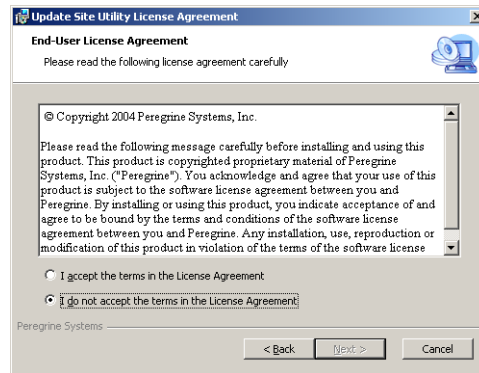 Update Site Utility License Agreement
End-User License Agreement
Please read the following license agreement carefully
© Copyright 2004 Peregrine Systems, Inc.
Please read the following message carefully before installing and using this
product. This product is copyrighted proprietary material of Peregrine
Systems, Inc. ("Peregrine"). You acknowledge and agree that your use of this
product is subject to the software license agreement between you and
Peregrine. By installing or using this product, you indicate acceptance of and
agree to be bound by the terms and conditions of the software license
agreement between you and Peregrine. Any installation, use, reproduction or
modification of this product in violation of the terms of the software license
I accept the terms in the License Agreement
I do not accept the terms in the License Agreement
Peregrine Systems
< Back Next > Cancel